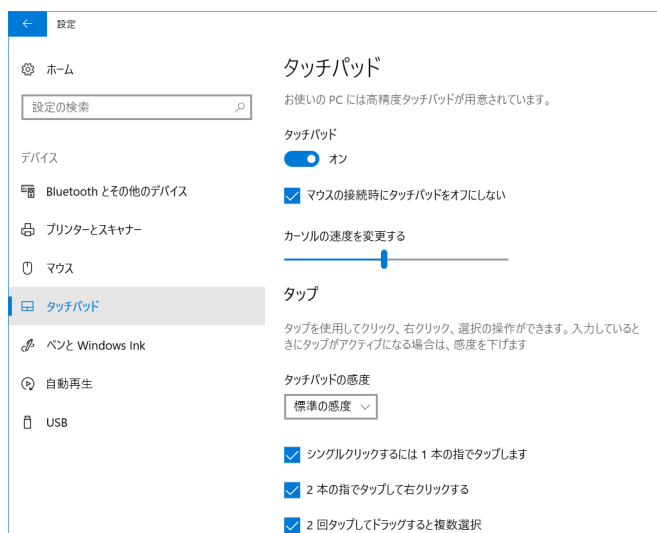 設定
ホーム
設定の検索
デバイス
Bluetooth とその他のデバイス
プリンターとスキャナー
マウス
タッチパッド
ペンと Windows Ink
自動再生
USB
タッチパッド
お使いの PC には高精度タッチパッドが用意されています。
タッチパッド
オン
マウスの接続時にタッチパッドをオフにしない
カーソルの速度を変更する
タップ
タップを使用してクリック、右クリック、選択の操作ができます。入力していると
きにタップがアクティブになる場合は、感度を下げます
タッチパッドの感度
標準の感度
シングルクリックするには 1 本の指でタップします
2 本の指でタップして右クリックする
2 回タップしてドラッグすると複数選択